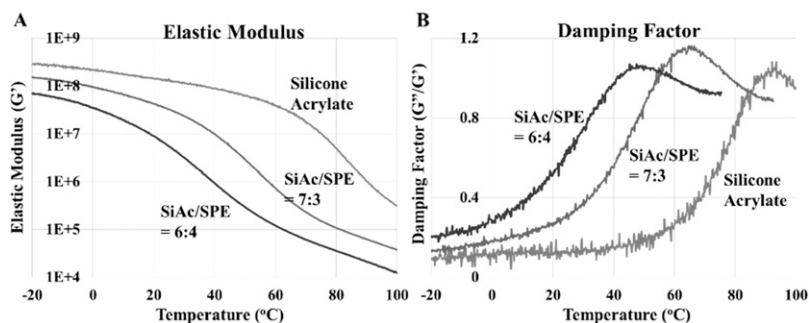 A
Elastic Modulus
Elastic Modulus (G’)
1E+9
1E+8
1E+7
1E+6
1E+5
1E+4
Silicone
Acrylate
SiAc/SPE
= 7:3
SiAc/SPE
= 6:4
-20
0
20
40
60
80
100
Temperature (°C)
B
Damping Factor
Damping Factor (G”/G’)
1.2
0.8
0.4
0
SiAc/SPE
= 6:4
SiAc/SPE
= 7:3
Silicone
Acrylate
-20
0
20
40
60
80
100
Temperature (°C)